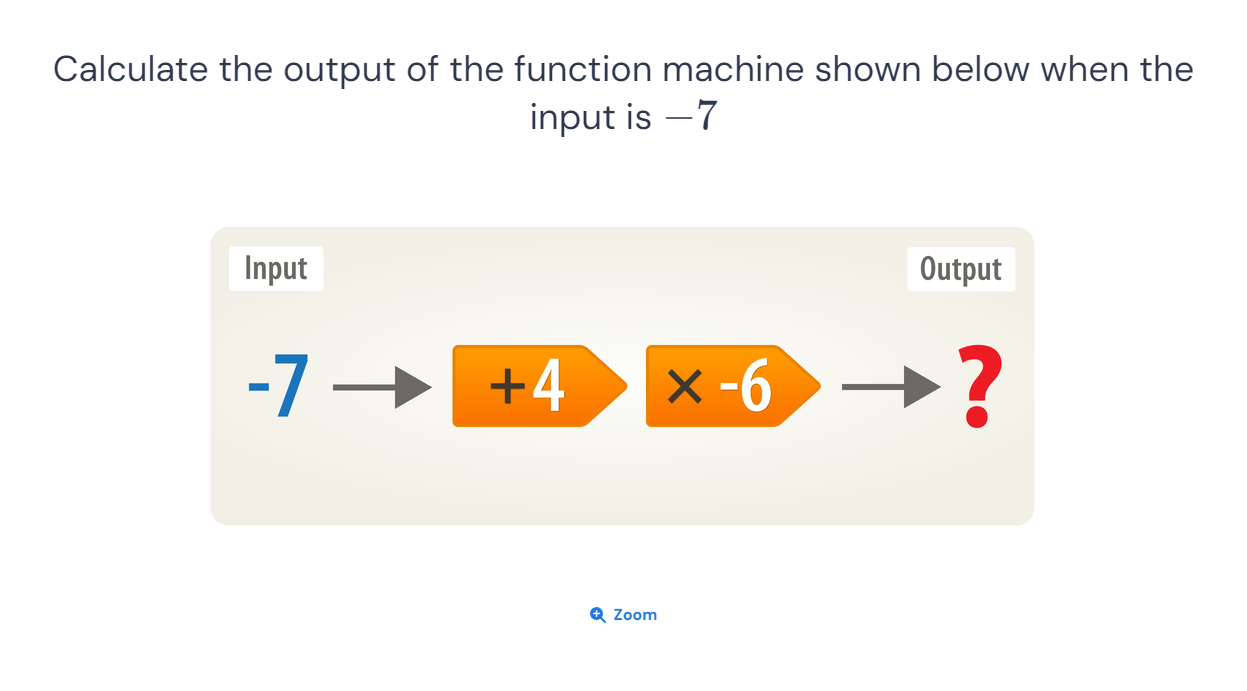 Calculate the output of the function machine shown below when the
input is −7
Input
Output
-7
+4
× -6
?
Zoom